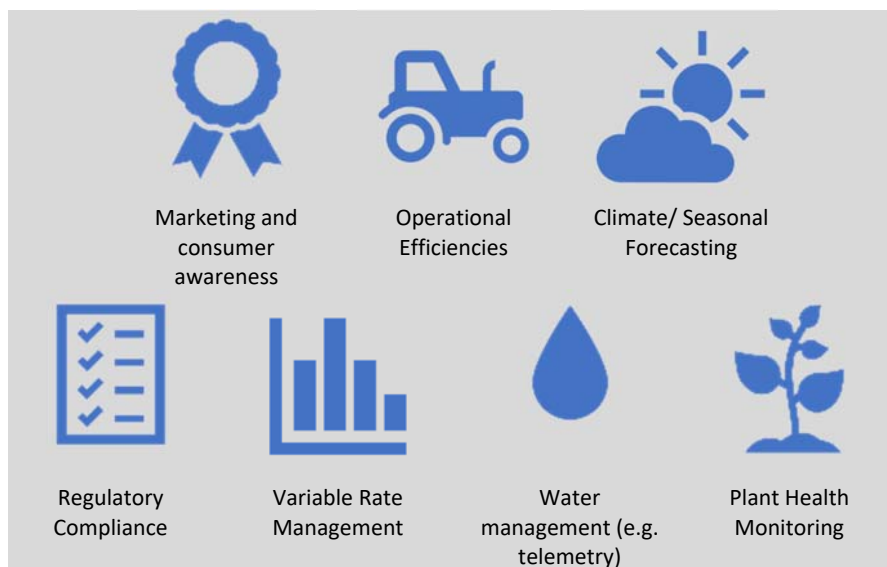 Marketing and
consumer
awareness
Operational
Efficiencies
Climate/ Seasonal
Forecasting
Regulatory
Compliance
Variable Rate
Management
Water
management (e.g.
telemetry)
Plant Health
Monitoring